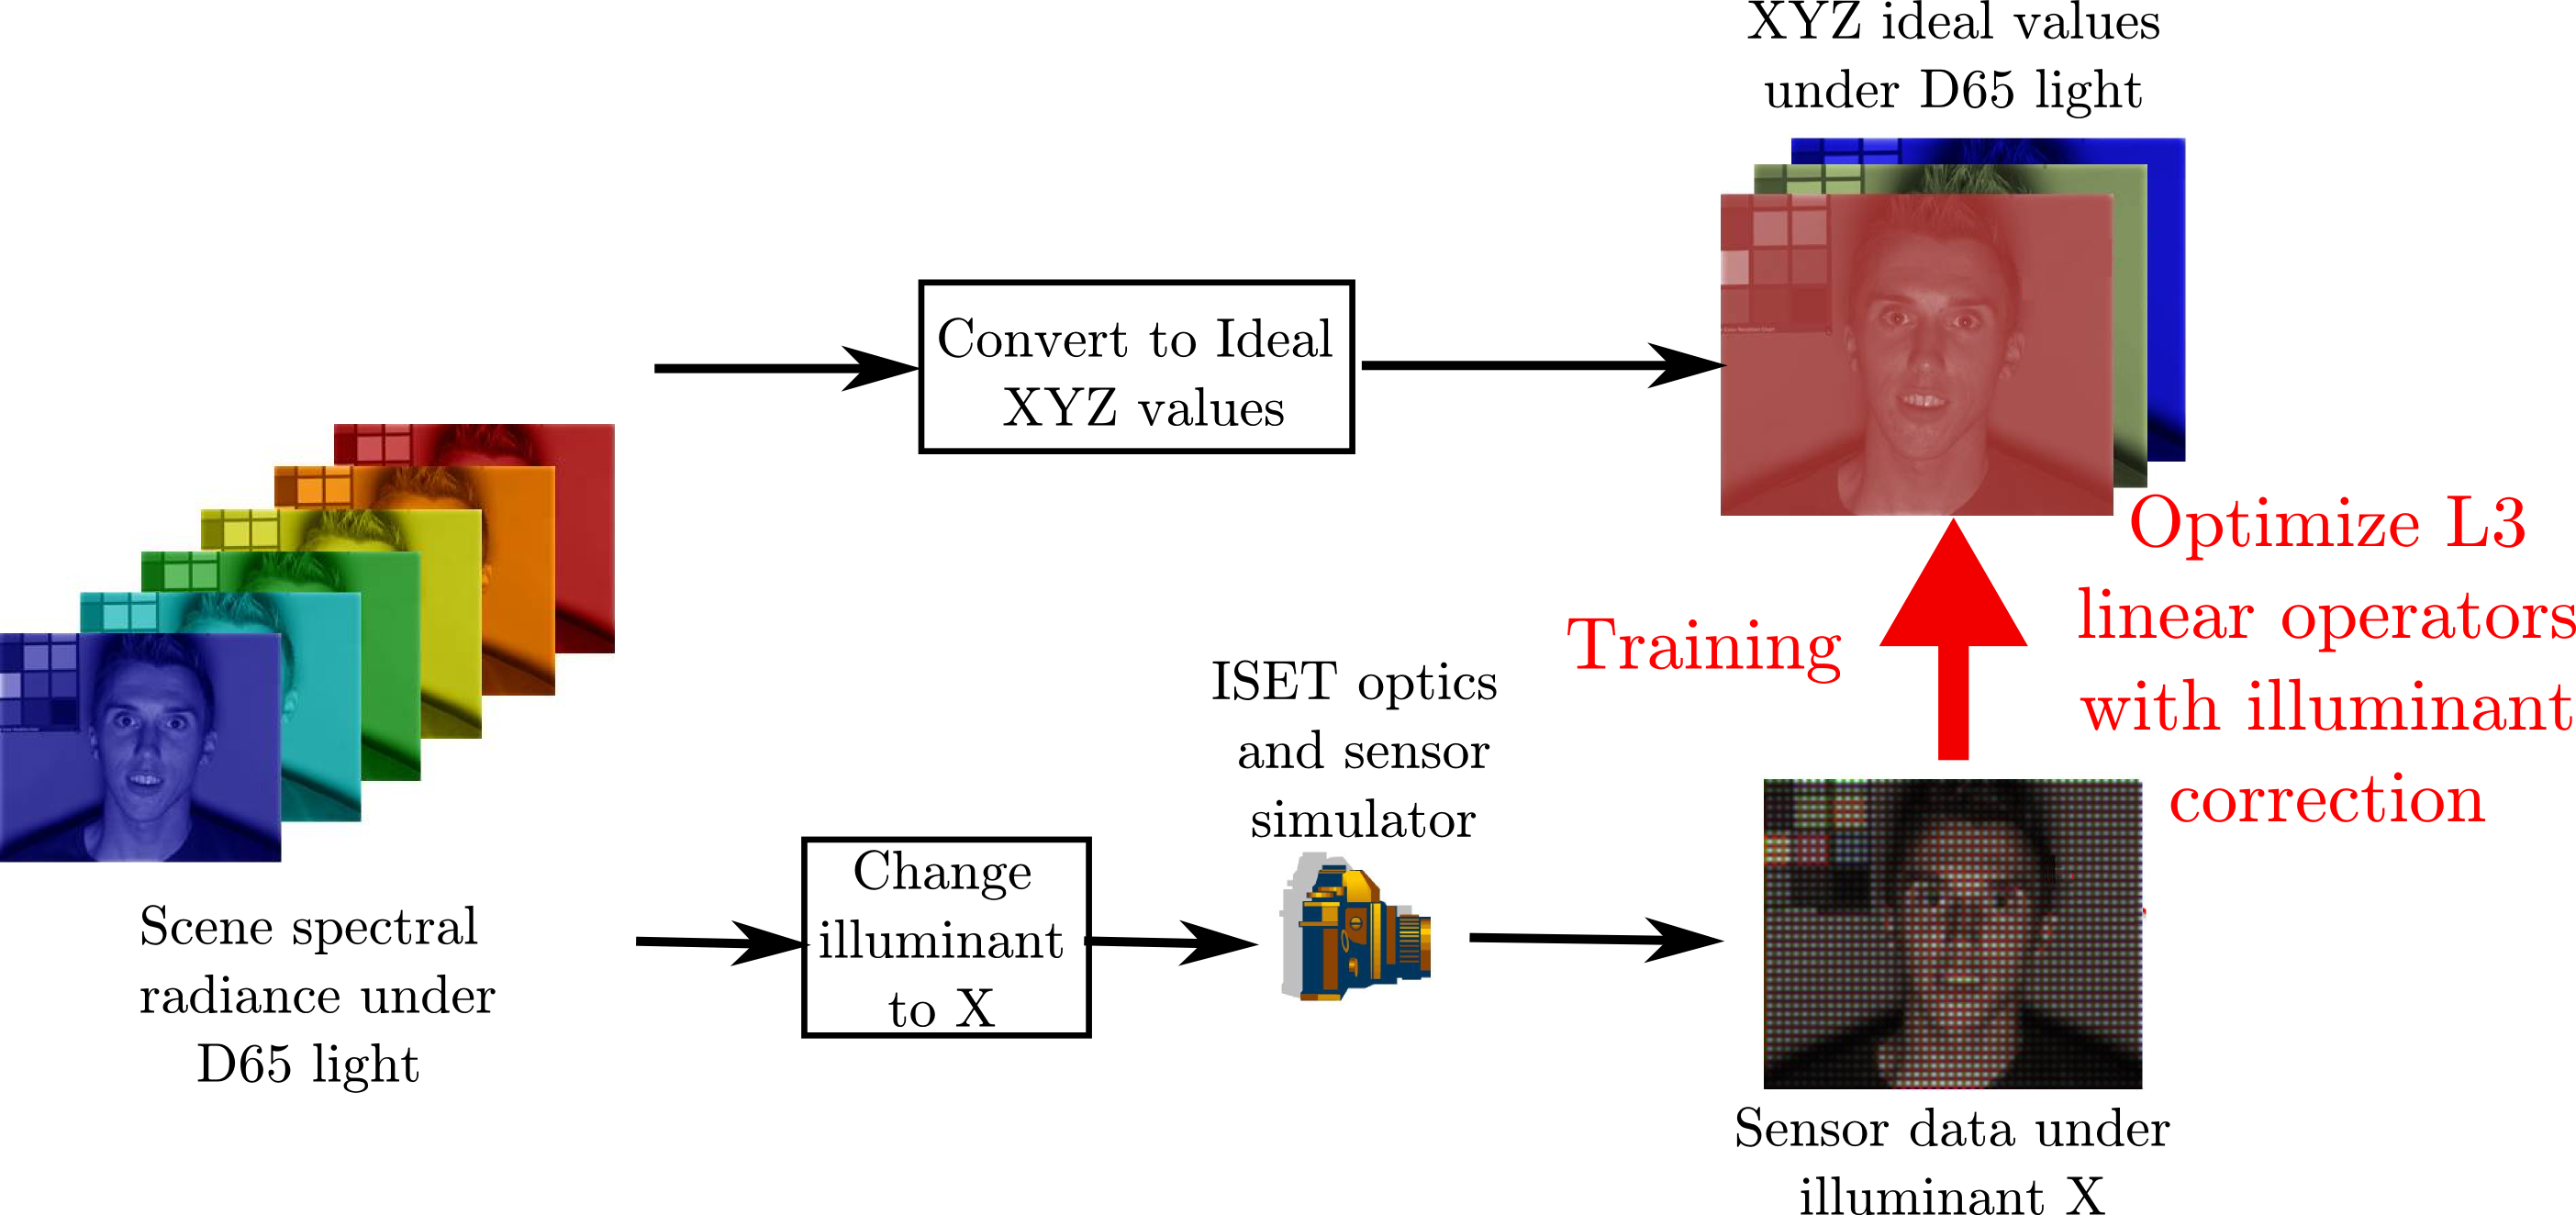 XYZ ideal values
under D65 light
Convert to Ideal
XYZ values
Optimize L3
linear operators
with illuminant
correction
Training
ISET optics
and sensor
simulator
Change
illuminant
to X
Scene spectral
radiance under
D65 light
Sensor data under
illuminant X